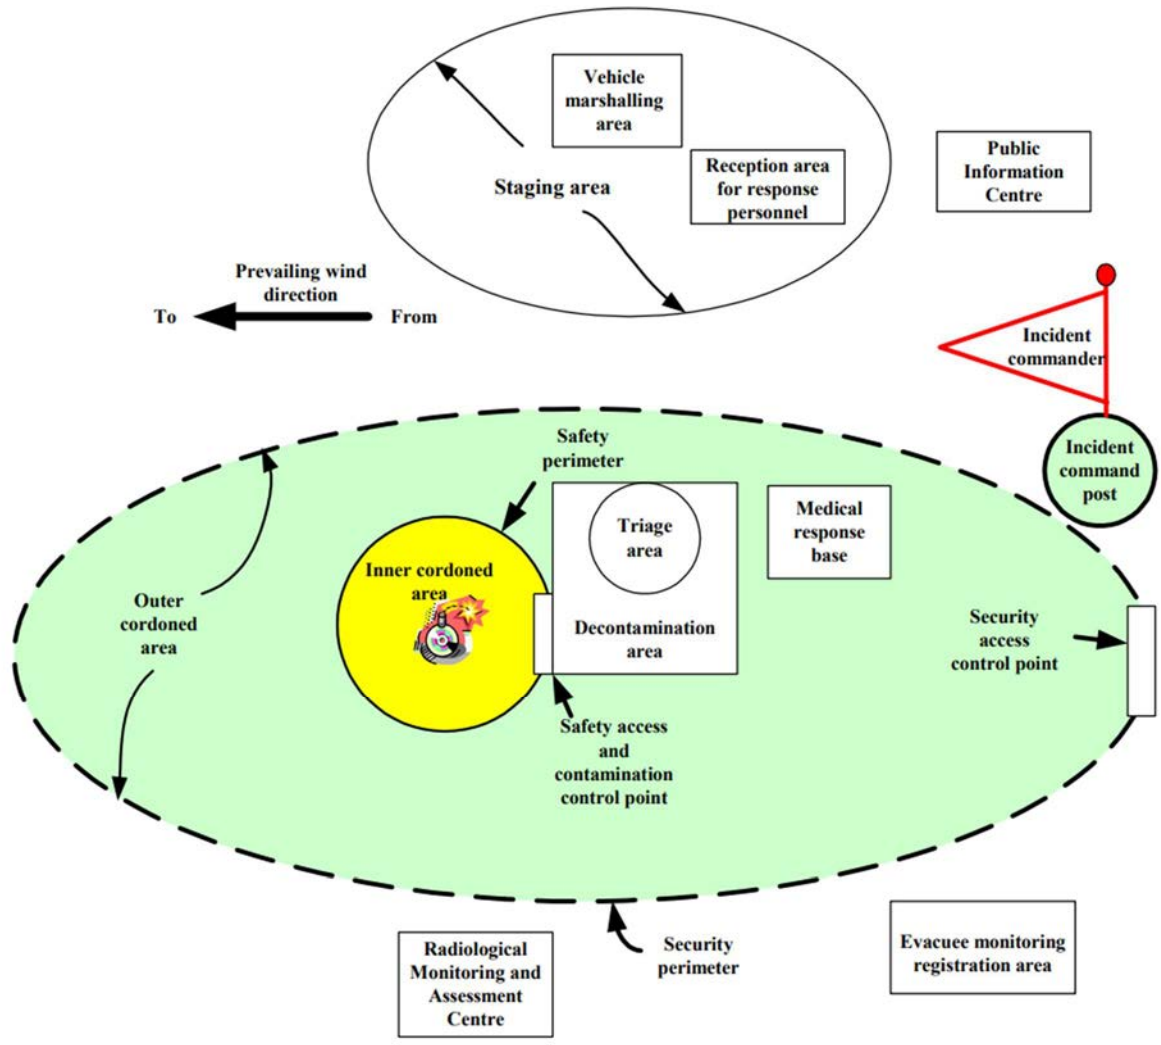 Vehicle
marshalling
area
Reception area
for response
personnel
Staging area
Public
Information
Centre
Prevailing wind
direction
To
From
Incident
commander
Incident
command
post
Safety
perimeter
Triage
area
Medical
response
base
Inner cordoned
area
Decontamination
area
Outer
cordoned
area
Security
access
control point
Safety access
and
contamination
control point
Radiological
Monitoring and
Assessment
Centre
Security
perimeter
Evacuee monitoring
registration area